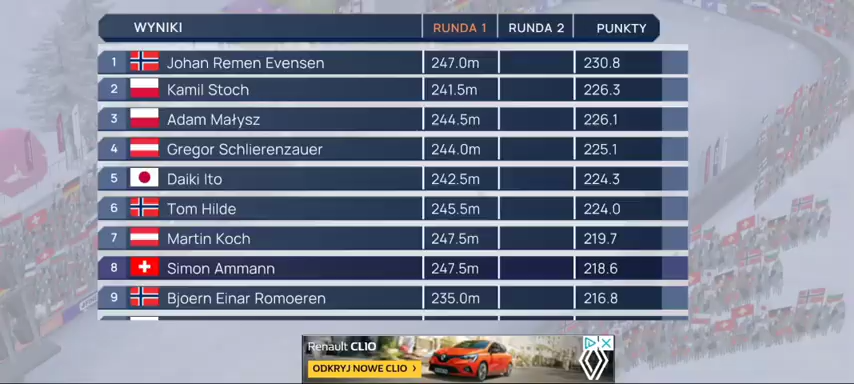 WYNIKI RUNDA 1 RUNDA 2 PUNKTY
1 Johan Remen Evensen 247.0m 230.8
2 Kamil Stoch 241.5m 226.3
3 Adam Małysz 244.5m 226.1
4 Gregor Schlierenzauer 244.0m 225.1
5 Daiki Ito 242.5m 224.3
6 Tom Hilde 245.5m 224.0
7 Martin Koch 247.5m 219.7
8 Simon Ammann 247.5m 218.6
9 Bjoern Einar Romoeren 235.0m 216.8
Renault CLIO
ODKRYJ NOWE CLIO >